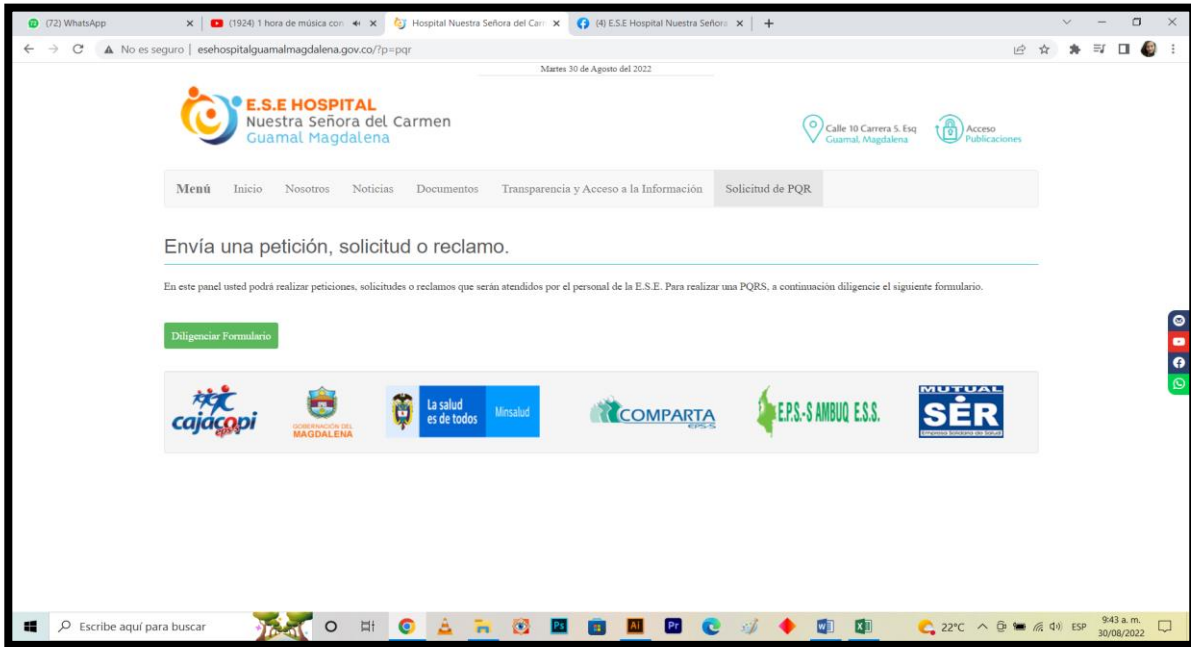 (72) WhatsApp
(1924) 1 hora de música con
Hospital Nuestra Señora del Carr
(4) E.S.E Hospital Nuestra Señora
No es seguro
esehospitalguamalmagdalena.gov.co/?p=pqr
Martes 30 de Agosto del 2022
E.S.E HOSPITAL
Nuestra Señora del Carmen
Guamal Magdalena
Calle 10 Carrera 5. Esq
Guamal, Magdalena
Acceso
Publicaciones
Menú Inicio Nosotros Noticias Documentos Transparencia y Acceso a la Información Solicitud de PQR
Envía una petición, solicitud o reclamo.
En este panel usted podrá realizar peticiones, solicitudes o reclamos que serán atendidos por el personal de la E.S.E. Para realizar una PQRS, a continuación diligencie el siguiente formulario.
Diligenciar Formulario
cajacopi
eps
GOBERNACIÓN DEL
MAGDALENA
La salud
es de todos
Minsalud
COMPARTA
EPS-S
E.P.S.-S AMBUQ E.S.S.
MUTUAL
SER
Empresa Solidaria de Salud
Escribe aquí para buscar
Ps
Ai
Pr
22°C
ESP
9:43 a. m.
30/08/2022